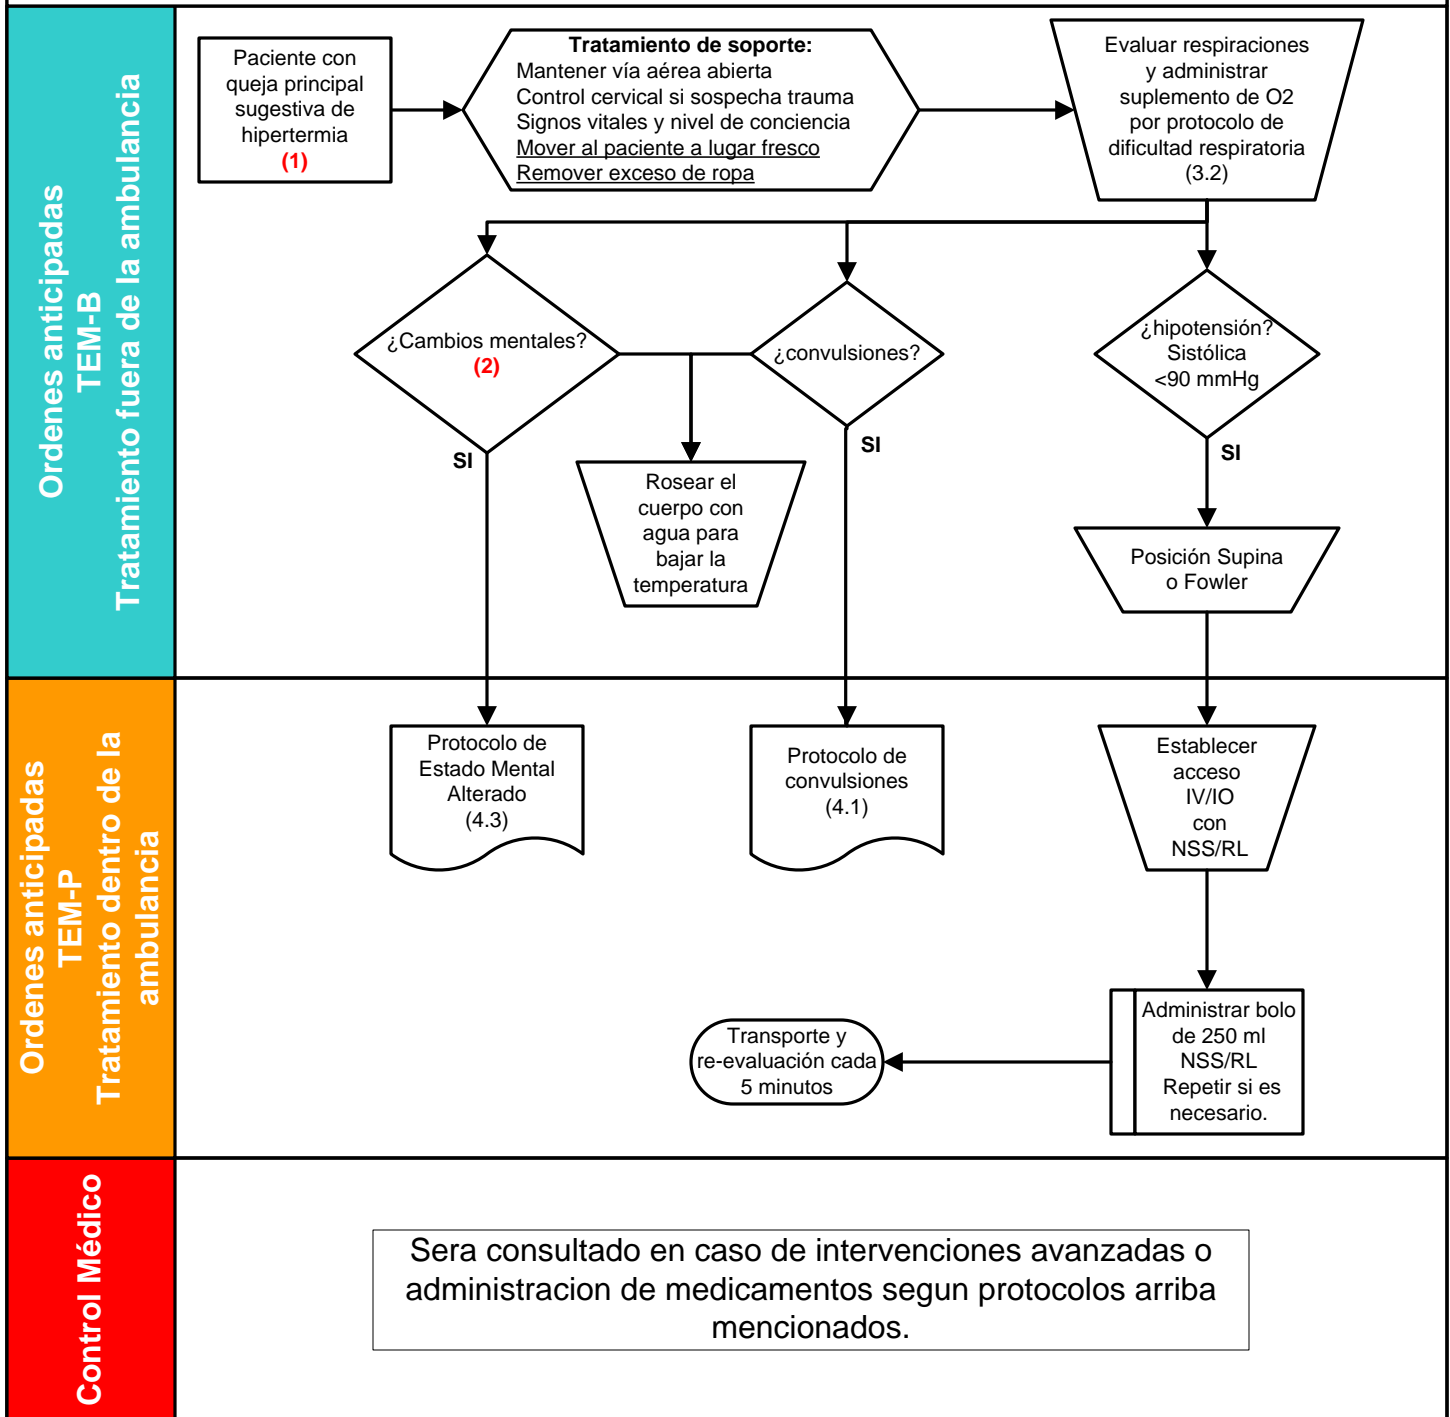 Ordenes anticipadas
TEM-B
Tratamiento fuera de la ambulancia
Paciente con
queja principal
sugestiva de
hipertermia
(1)
Tratamiento de soporte:
Mantener vía aérea abierta
Control cervical si sospecha trauma
Signos vitales y nivel de conciencia
Mover al paciente a lugar fresco
Remover exceso de ropa
Evaluar respiraciones
y administrar
suplemento de O2
por protocolo de
dificultad respiratoria
(3.2)
¿Cambios mentales?
(2)
¿convulsiones?
¿hipotensión?
Sistólica
<90 mmHg
SI
SI
SI
Rosear el
cuerpo con
agua para
bajar la
temperatura
Posición Supina
o Fowler
Ordenes anticipadas
TEM-P
Tratamiento dentro de la
ambulancia
Protocolo de
Estado Mental
Alterado
(4.3)
Protocolo de
convulsiones
(4.1)
Establecer
acceso
IV/IO
con
NSS/RL
Transporte y
re-evaluación cada
5 minutos
Administrar bolo
de 250 ml
NSS/RL
Repetir si es
necesario.
Control Médico
Sera consultado en caso de intervenciones avanzadas o
administracion de medicamentos segun protocolos arriba
mencionados.